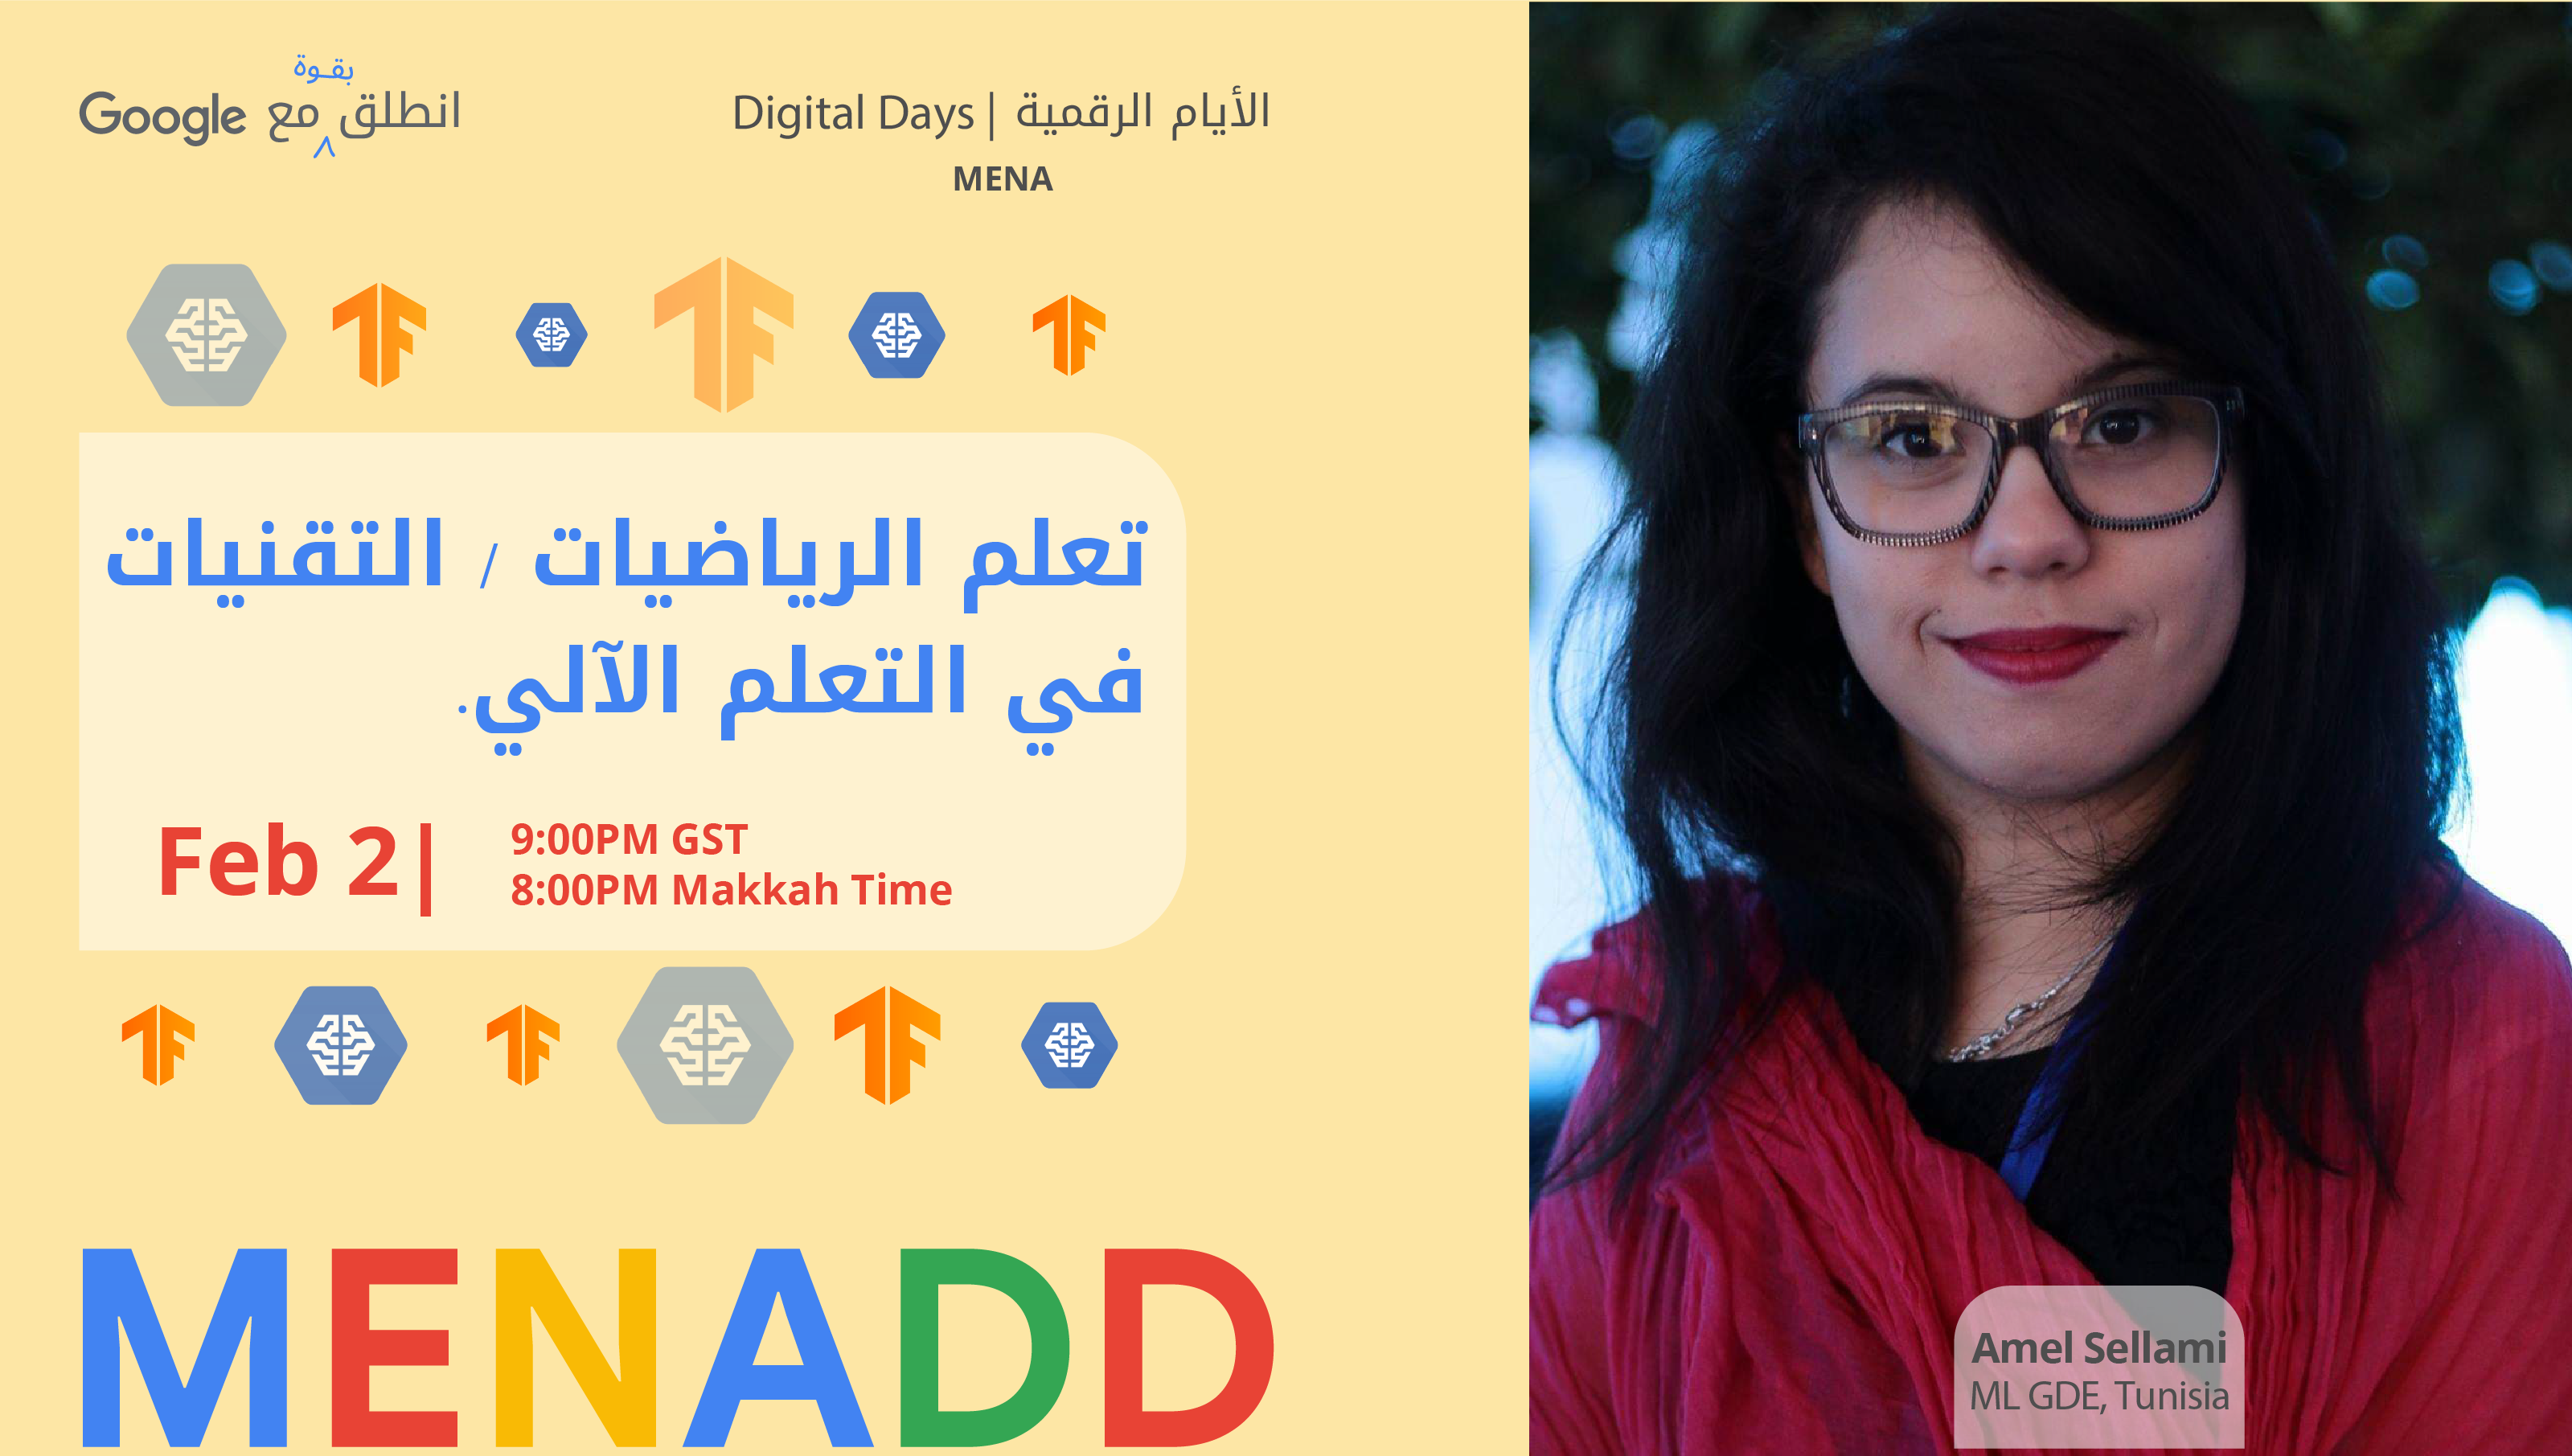 بقوة
انطلق مع Google
Digital Days | الأيام الرقمية
MENA
تعلم الرياضيات / التقنيات
في التعلم الآلي.
Feb 2|
9:00PM GST
8:00PM Makkah Time
MENADD
Amel Sellami
ML GDE, Tunisia